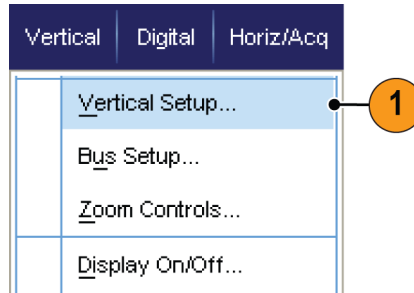 Vertical Digital Horiz/Acq
Vertical Setup...
1
Bus Setup...
Zoom Controls...
Display On/Off...